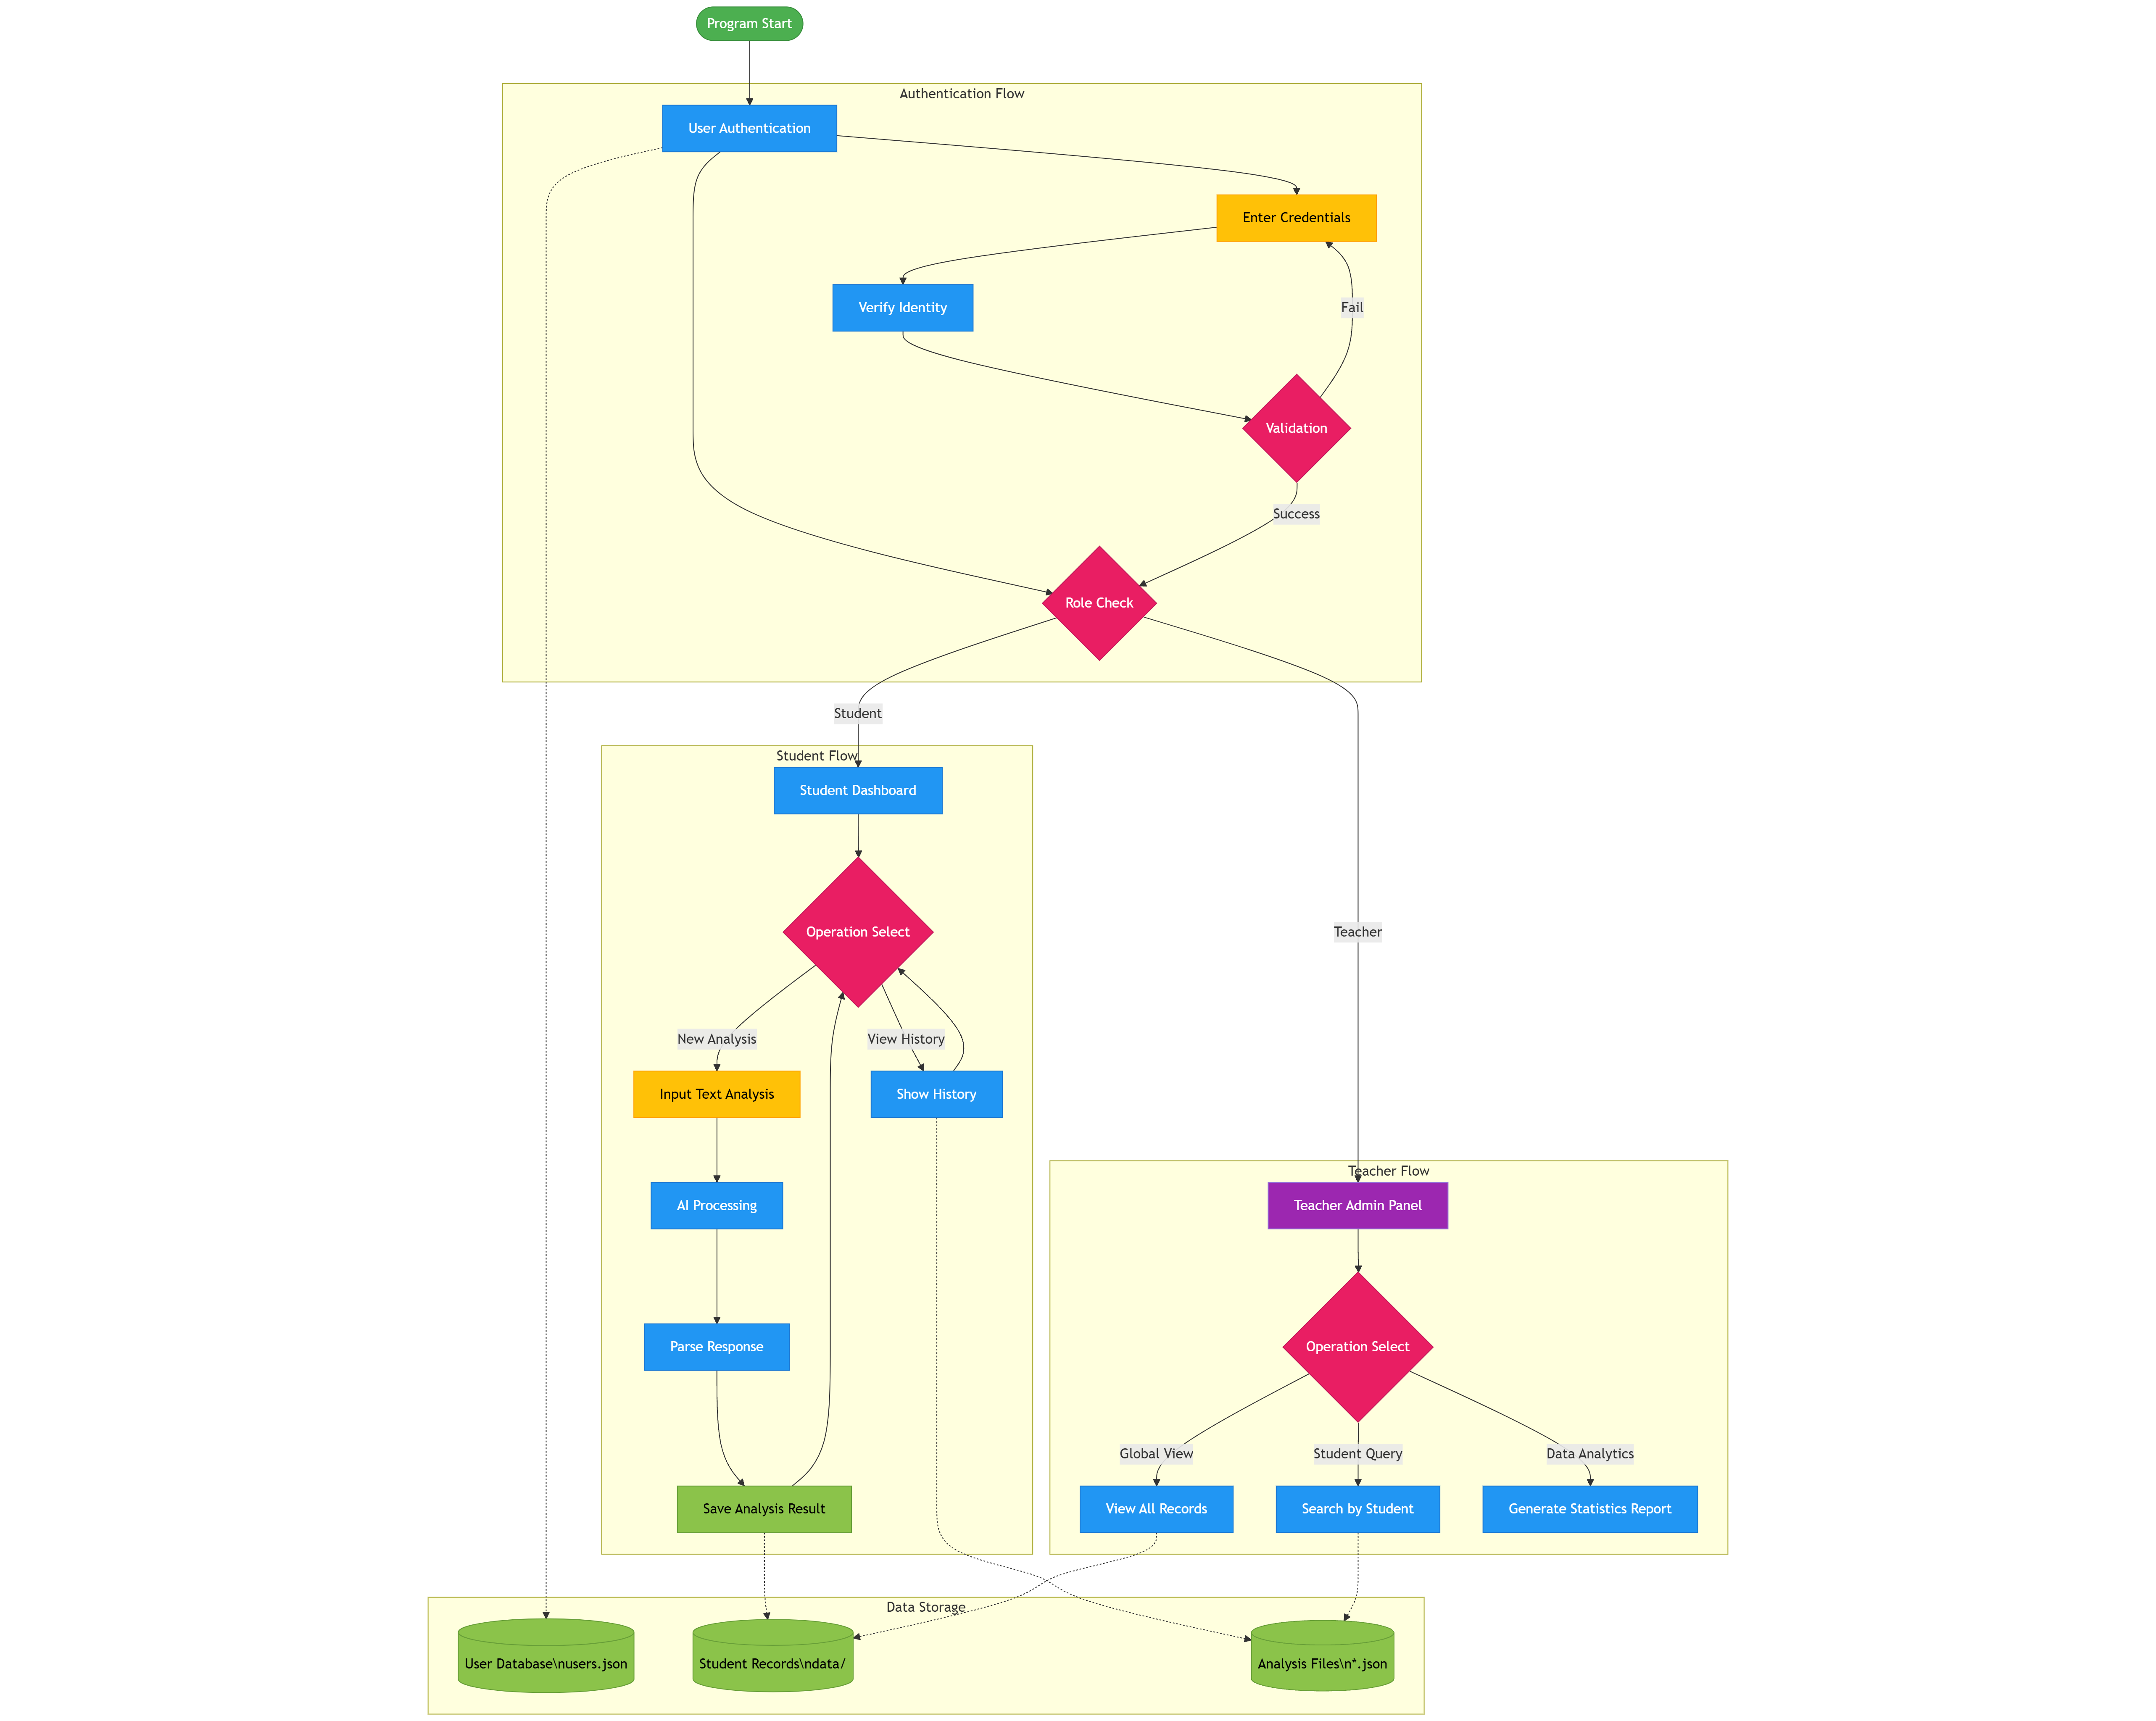 Program Start
Authentication Flow
User Authentication
Enter Credentials
Verify Identity
Fail
Validation
Success
Role Check
Student
Student Flow
Student Dashboard
Operation Select
Teacher
New Analysis
View History
Input Text Analysis
Show History
Teacher Flow
AI Processing
Teacher Admin Panel
Parse Response
Operation Select
Global View
Student Query
Data Analytics
Save Analysis Result
View All Records
Search by Student
Generate Statistics Report
Data Storage
User Database\nusers.json
Student Records\ndata/
Analysis Files\n*.json